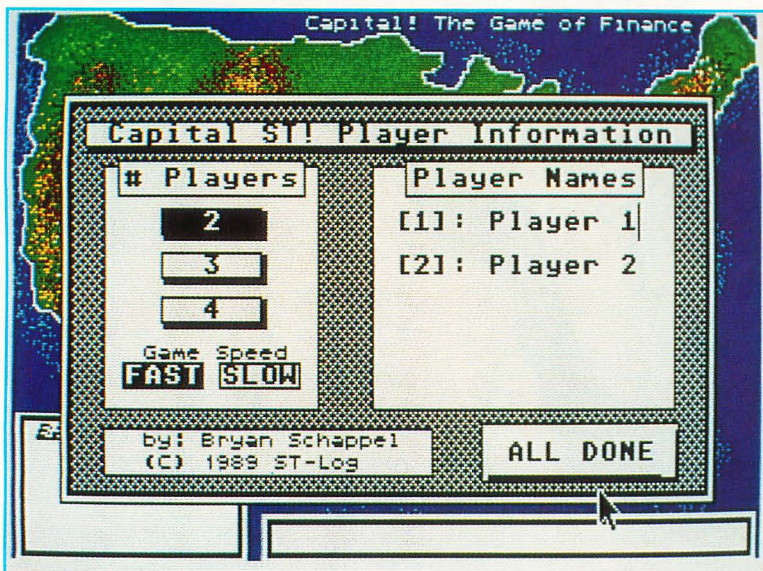 Capital! The Game of Finance
Capital ST! Player Information
# Players
2
3
4
Game Speed
FAST SLOW
Player Names
[1]: Player 1
[2]: Player 2
by: Bryan Schappel
(C) 1989 ST-Log
ALL DONE